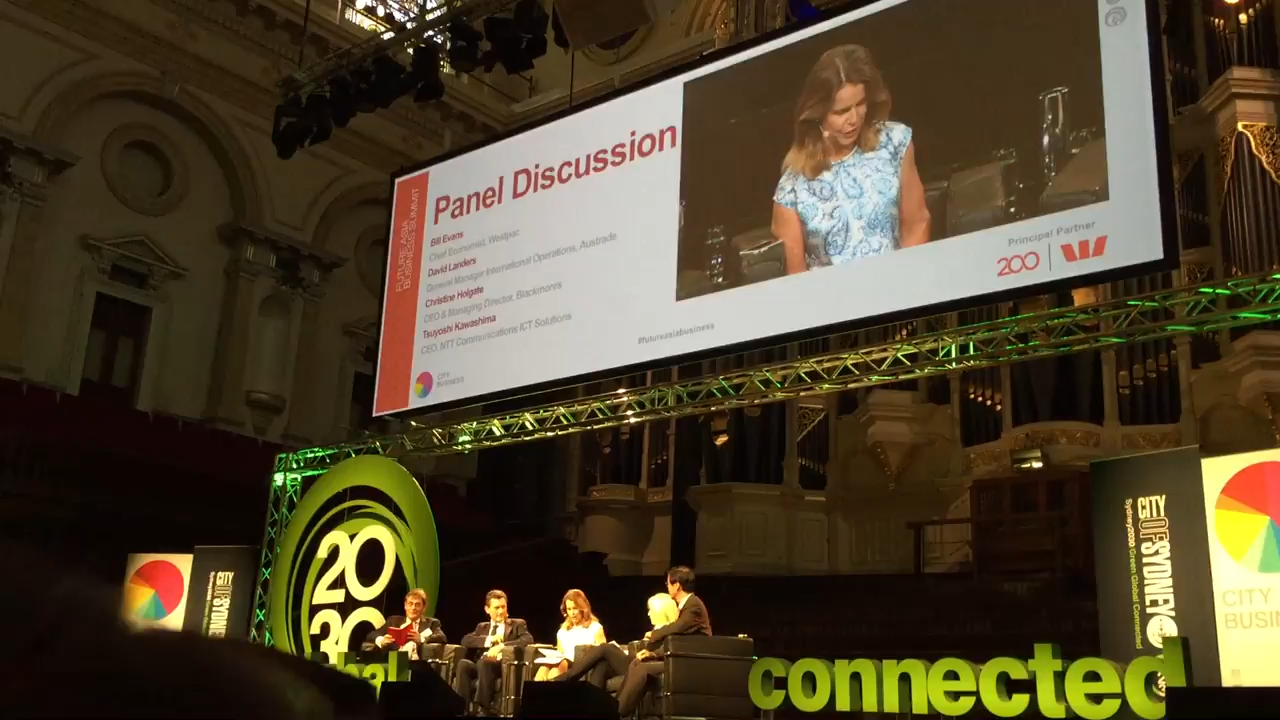 FUTURE ASIA
BUSINESS SUMMIT
Panel Discussion
Bill Evans
Chief Economist, Westpac
David Landers
General Manager International Operations, Austrade
Christine Holgate
CEO & Managing Director, Blackmores
Tsuyoshi Kawashima
CEO, NTT Communications ICT Solutions
CITY
BUSINESS
#futureasiabusiness
Principal Partner
200
2030
CITY OF SYDNEY
connected
CITY OF SYDNEY
Sydney2030/Green/Global/Connected
CITY
BUSI